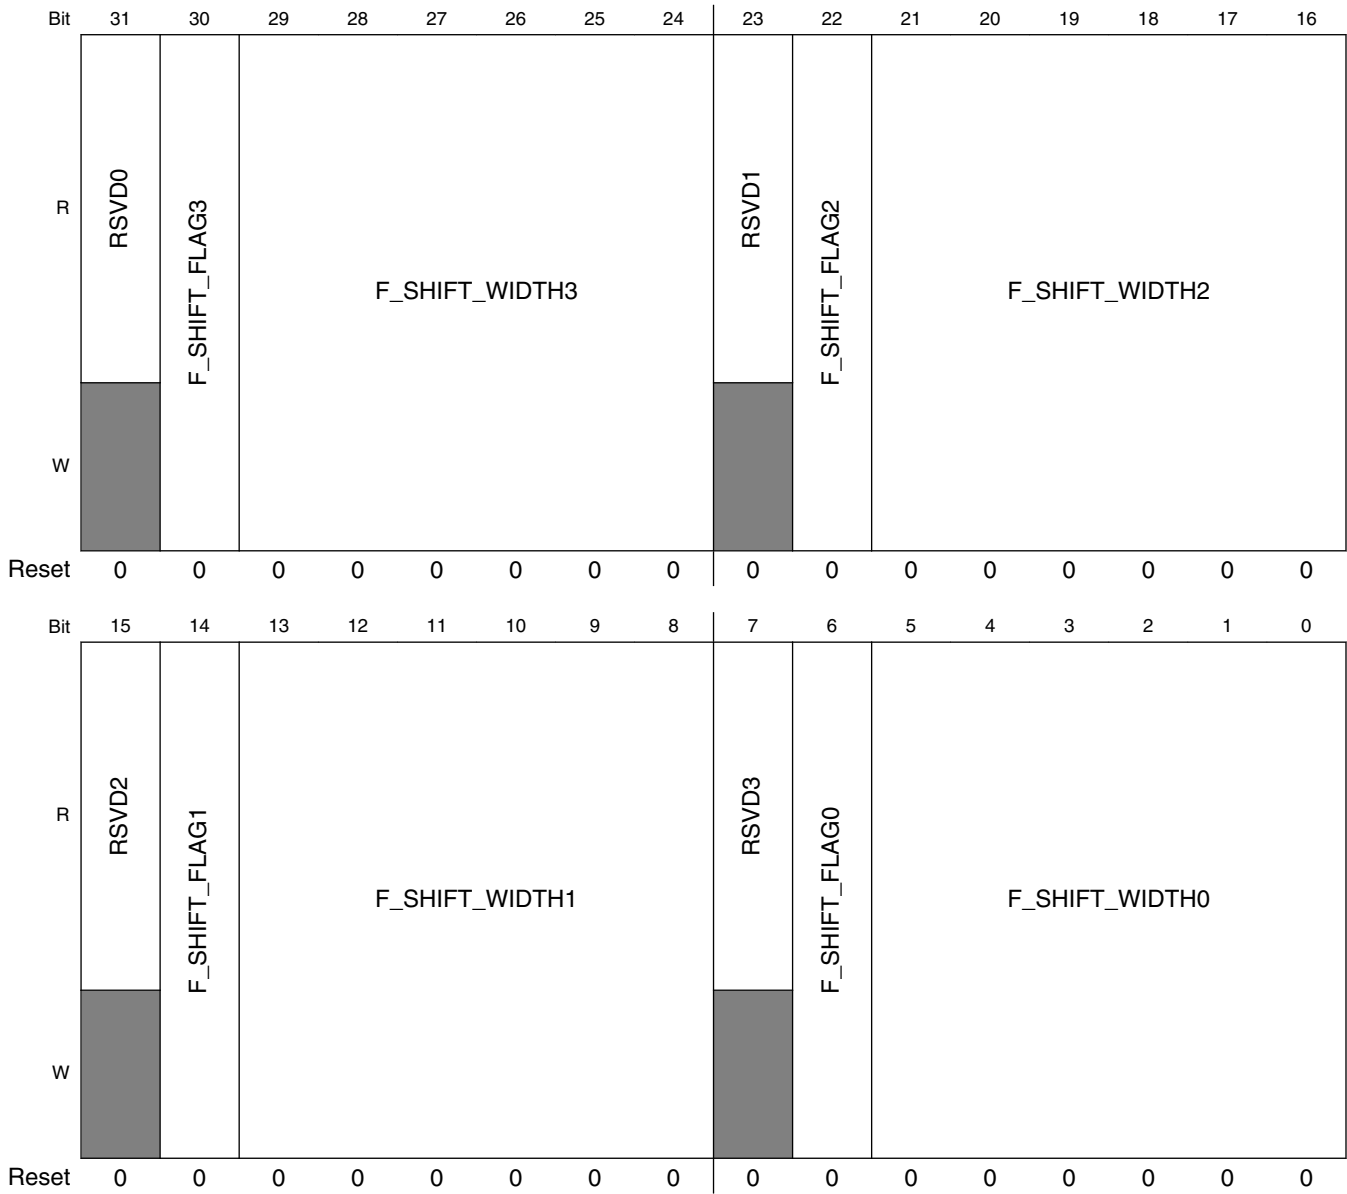 Bit 31 30 29 28 27 26 25 24 23 22 21 20 19 18 17 16
R RSVD0 F_SHIFT_FLAG3 F_SHIFT_WIDTH3 RSVD1 F_SHIFT_FLAG2 F_SHIFT_WIDTH2
W
Reset 0 0 0 0 0 0 0 0 0 0 0 0 0 0 0 0
Bit 15 14 13 12 11 10 9 8 7 6 5 4 3 2 1 0
R RSVD2 F_SHIFT_FLAG1 F_SHIFT_WIDTH1 RSVD3 F_SHIFT_FLAG0 F_SHIFT_WIDTH0
W
Reset 0 0 0 0 0 0 0 0 0 0 0 0 0 0 0 0